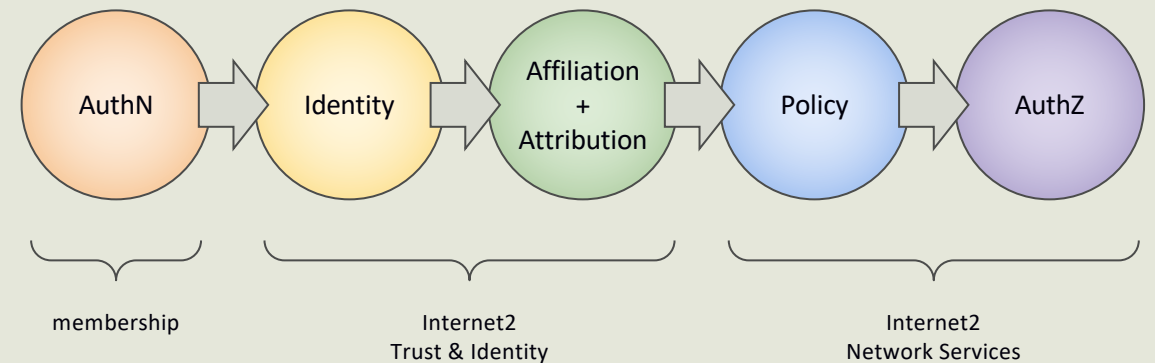 AuthN
Identity
Affiliation
+
Attribution
Policy
AuthZ
membership
Internet2
Trust & Identity
Internet2
Network Services